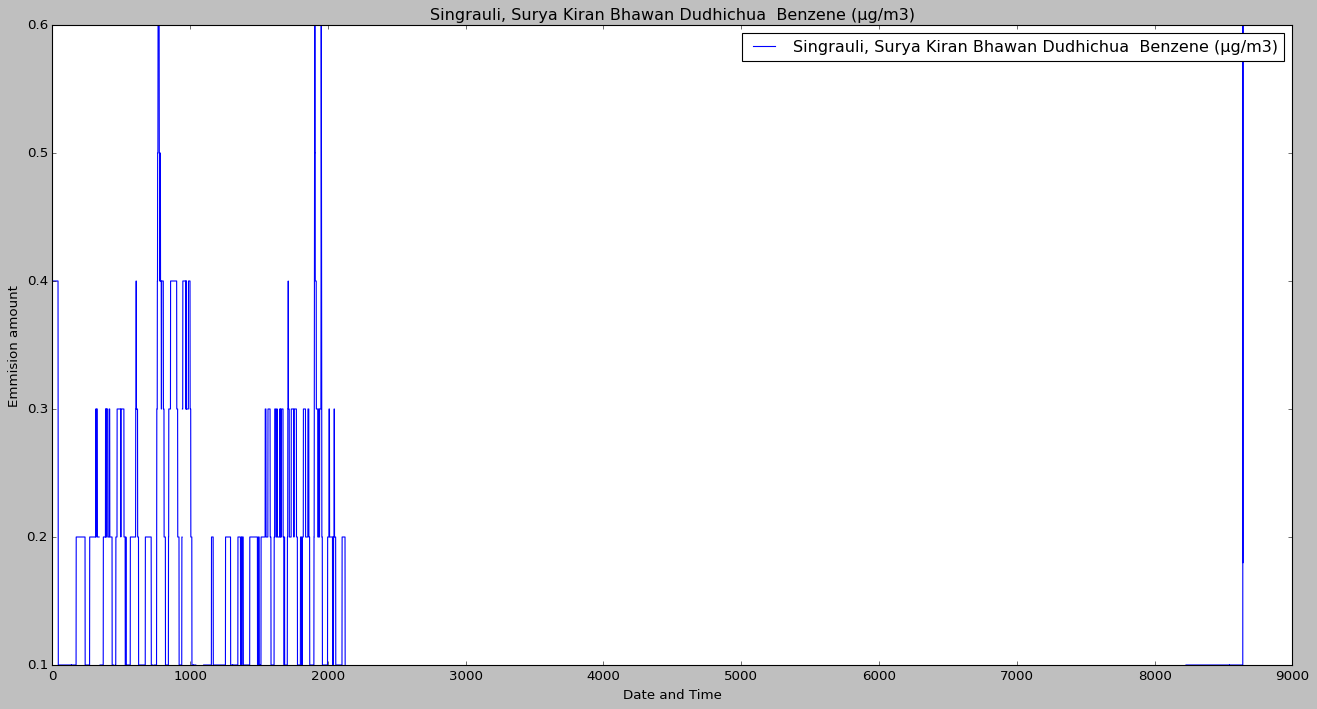 Singrauli, Surya Kiran Bhawan Dudhichua  Benzene (µg/m3)
Singrauli, Surya Kiran Bhawan Dudhichua  Benzene (µg/m3)
0.6
0.5
0.4
0.3
0.2
0.1
Emmision amount
0 1000 2000 3000 4000 5000 6000 7000 8000 9000
Date and Time